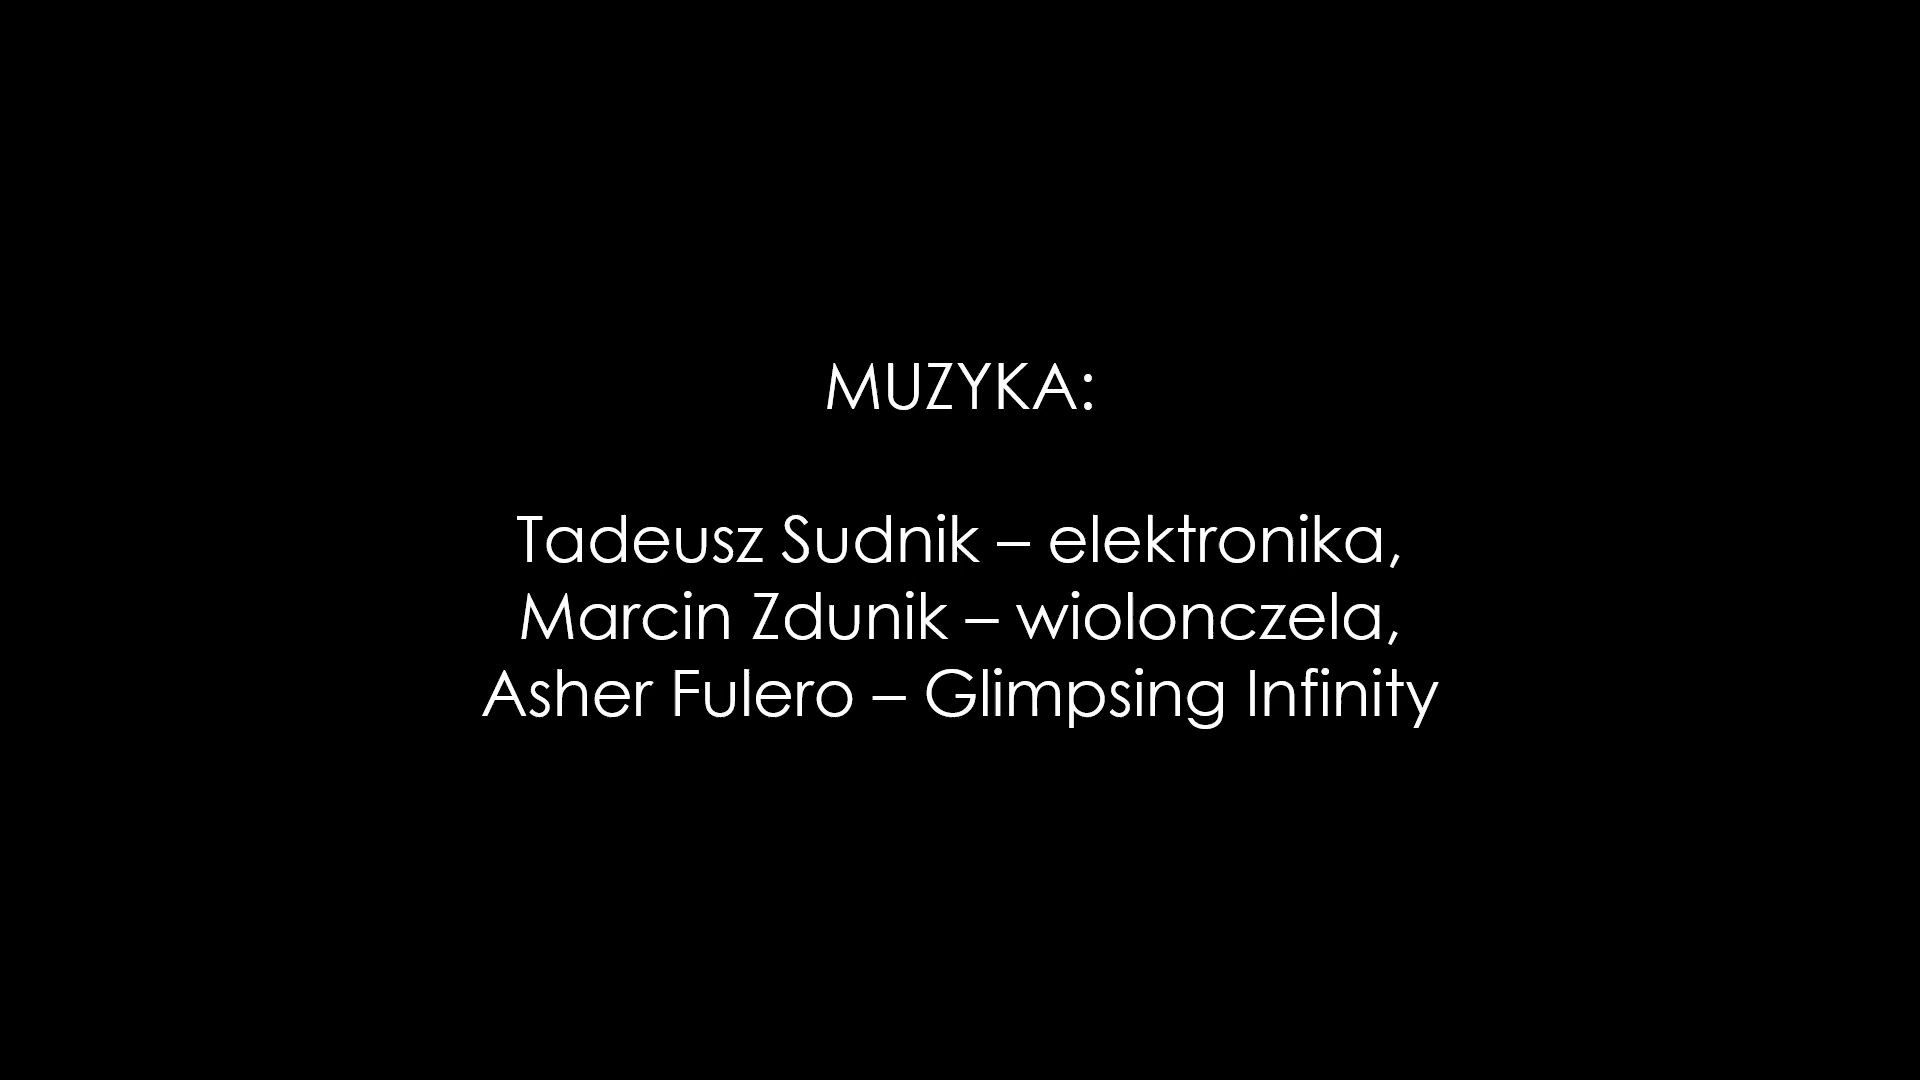 MUZYKA:
Tadeusz Sudnik – elektronika,
Marcin Zdunik – wiolonczela,
Asher Fulero – Glimpsing Infinity